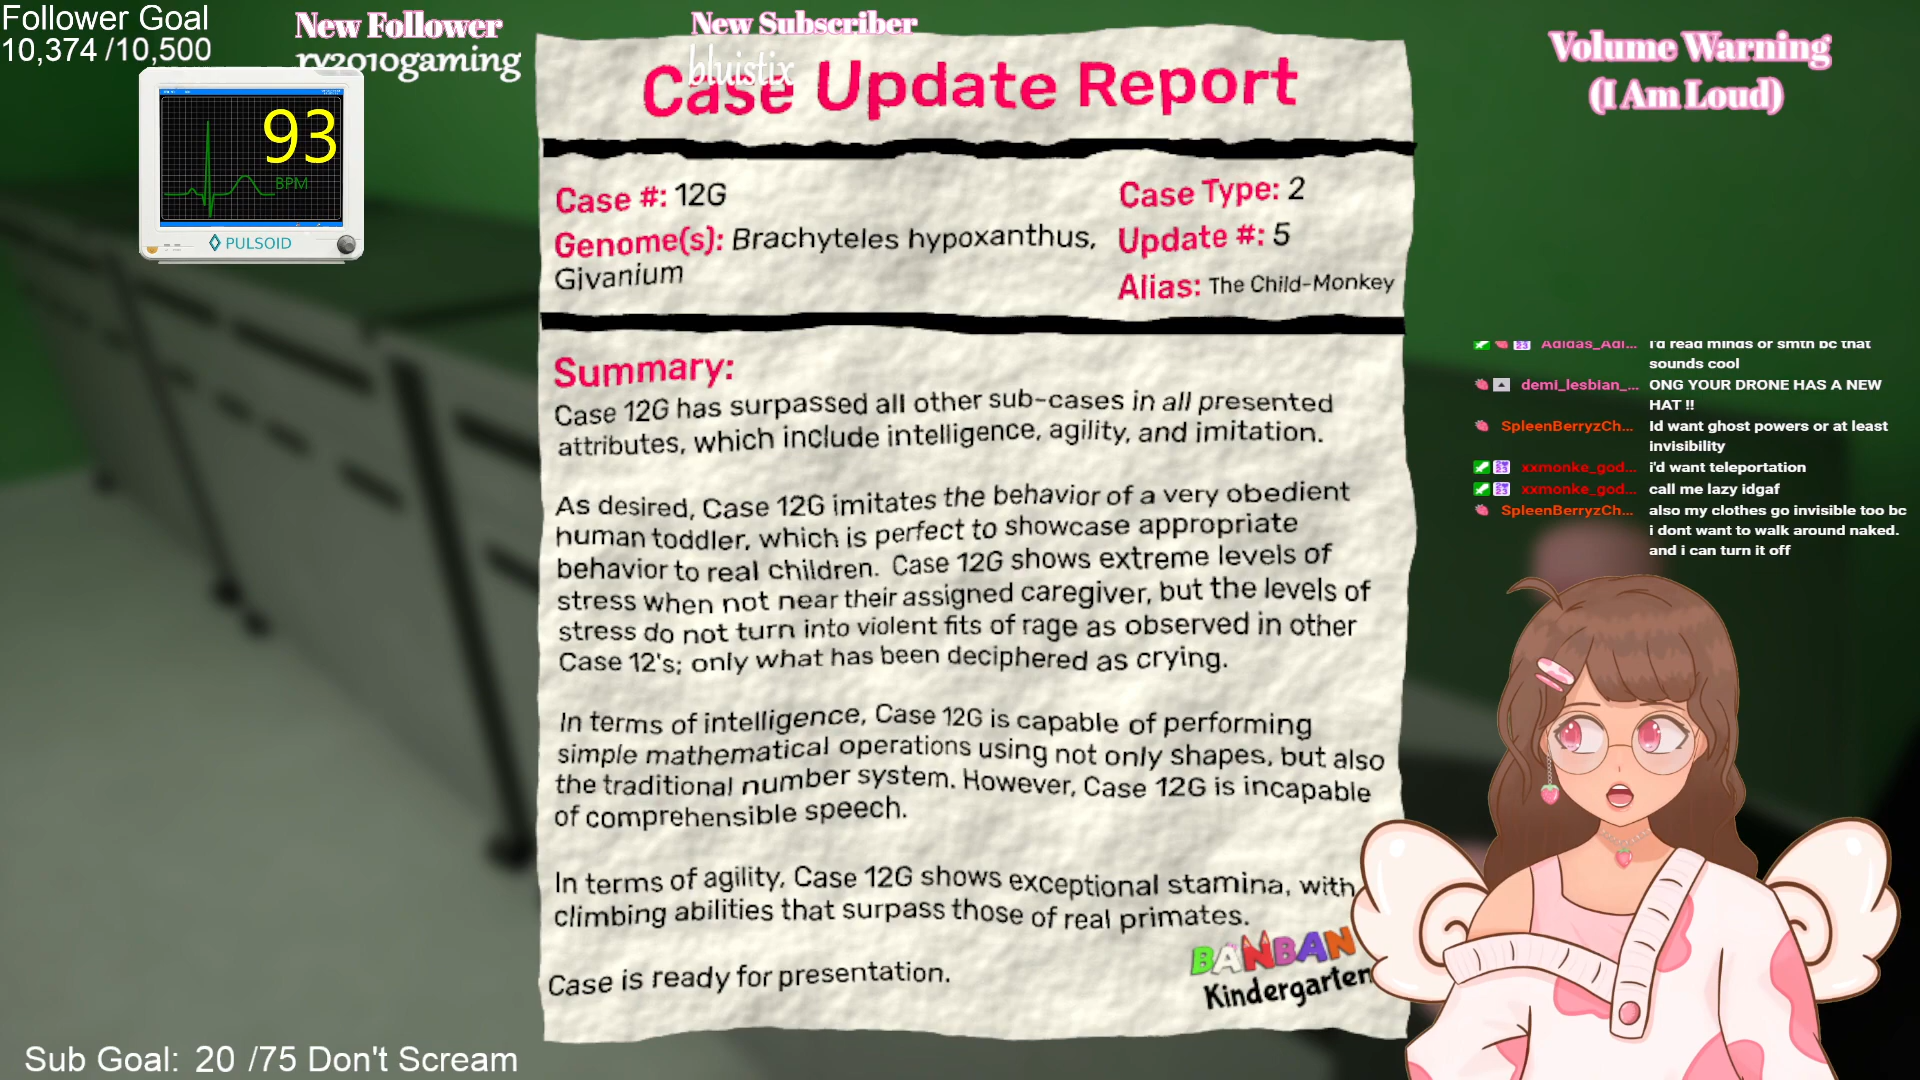 Follower Goal
10,374 /10,500
New Follower
ry2010gaming
New Subscriber
bluistix
Volume Warning
(I Am Loud)
93
BPM
PULSOID
Case Update Report
Case #: 12G
Genome(s): Brachyteles hypoxanthus,
Givanium
Case Type: 2
Update #: 5
Alias: The Child-Monkey
Summary:
Case 12G has surpassed all other sub-cases in all presented
attributes, which include intelligence, agility, and imitation.
As desired, Case 12G imitates the behavior of a very obedient
human toddler, which is perfect to showcase appropriate
behavior to real children. Case 12G shows extreme levels of
stress when not near their assigned caregiver, but the levels of
stress do not turn into violent fits of rage as observed in other
Case 12's; only what has been deciphered as crying.
In terms of intelligence, Case 12G is capable of performing
simple mathematical operations using not only shapes, but also
the traditional number system. However, Case 12G is incapable
of comprehensible speech.
In terms of agility, Case 12G shows exceptional stamina, with
climbing abilities that surpass those of real primates.
Case is ready for presentation.
BANBAN
Kindergarten
Adidas_Adi... I'd read minds or smth bc that
sounds cool
demi_lesbian_... ONG YOUR DRONE HAS A NEW
HAT !!
SpleenBerryzCh... Id want ghost powers or at least
invisibility
xxmonke_god... i'd want teleportation
xxmonke_god... call me lazy idgaf
SpleenBerryzCh... also my clothes go invisible too bc
i dont want to walk around naked.
and i can turn it off
Sub Goal: 20 /75 Don't Scream